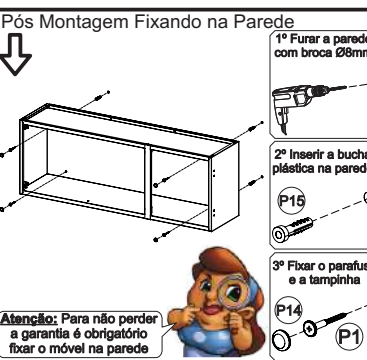 Pós Montagem Fixando na Parede
1º Furar a parede
com broca Ø8mm
2º Inserir a bucha
plástica na parede
P15
3º Fixar o parafus
e a tampinha
P14
P1
Atenção: Para não perder
a garantia é obrigatório
fixar o móvel na parede